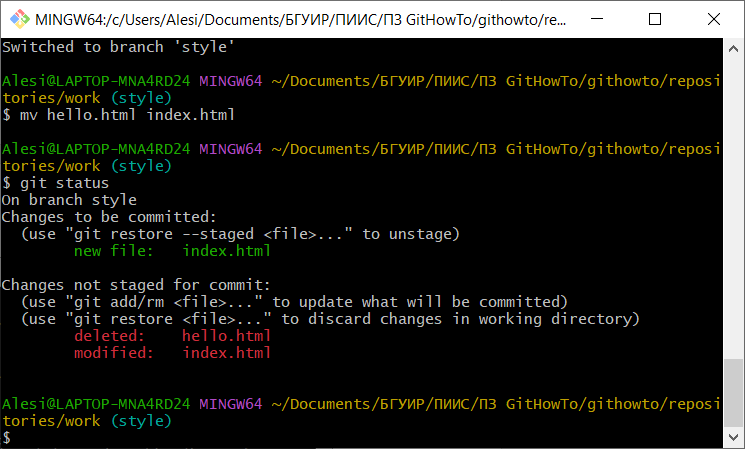 MINGW64:/c/Users/Alesi/Documents/БГУИР/ПИИС/ПЗ GitHowTo/githowto/re...
Switched to branch 'style'
Alesi@LAPTOP-MNA4RD24 MINGW64 ~/Documents/БГУИР/ПИИС/ПЗ GitHowTo/githowto/reposi
tories/work (style)
$ mv hello.html index.html
Alesi@LAPTOP-MNA4RD24 MINGW64 ~/Documents/БГУИР/ПИИС/ПЗ GitHowTo/githowto/reposi
tories/work (style)
$ git status
On branch style
Changes to be committed:
  (use "git restore --staged <file>..." to unstage)
        new file:   index.html
Changes not staged for commit:
  (use "git add/rm <file>..." to update what will be committed)
  (use "git restore <file>..." to discard changes in working directory)
        deleted:    hello.html
        modified:   index.html
Alesi@LAPTOP-MNA4RD24 MINGW64 ~/Documents/БГУИР/ПИИС/ПЗ GitHowTo/githowto/reposi
tories/work (style)
$